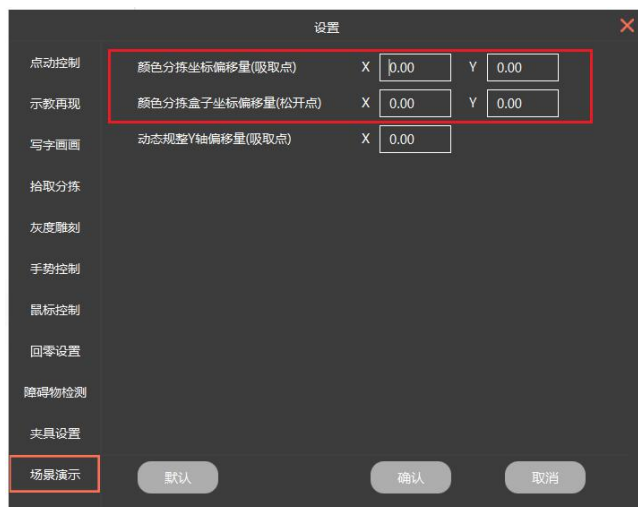 设置
点动控制
颜色分拣坐标偏移量(吸取点) X 0.00 Y 0.00
示教再现
颜色分拣盒子坐标偏移量(松开点) X 0.00 Y 0.00
写字画画
动态规整Y轴偏移量(吸取点) X 0.00
拾取分拣
灰度雕刻
手势控制
鼠标控制
回零设置
障碍物检测
夹具设置
场景演示
默认 确认 取消